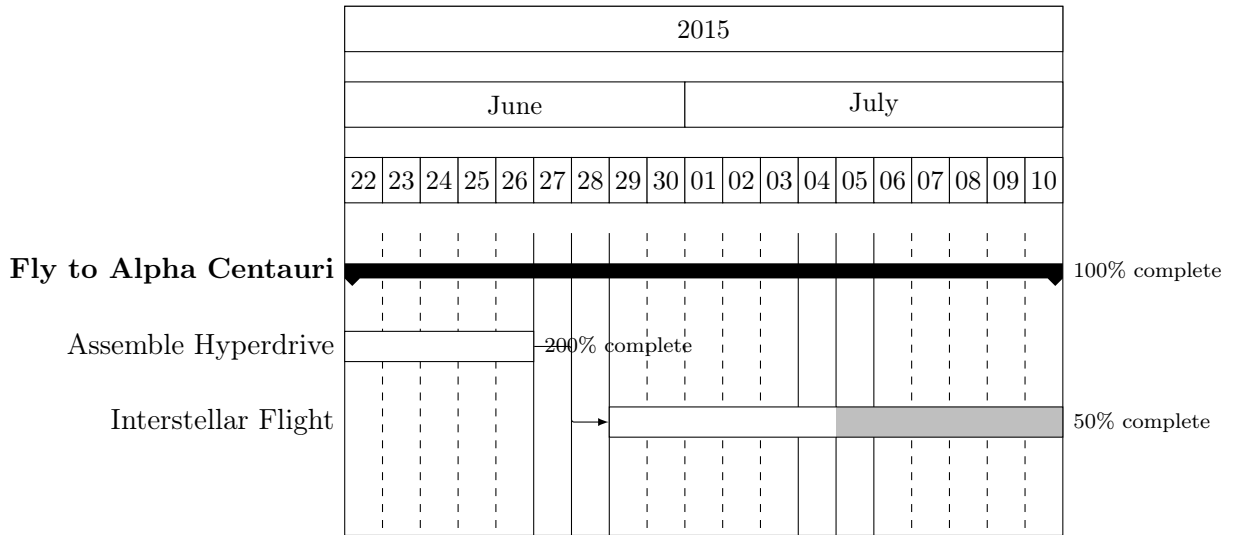 2015
June July
22 23 24 25 26 27 28 29 30 01 02 03 04 05 06 07 08 09 10
Fly to Alpha Centauri 100% complete
Assemble Hyperdrive 200% complete
Interstellar Flight 50% complete